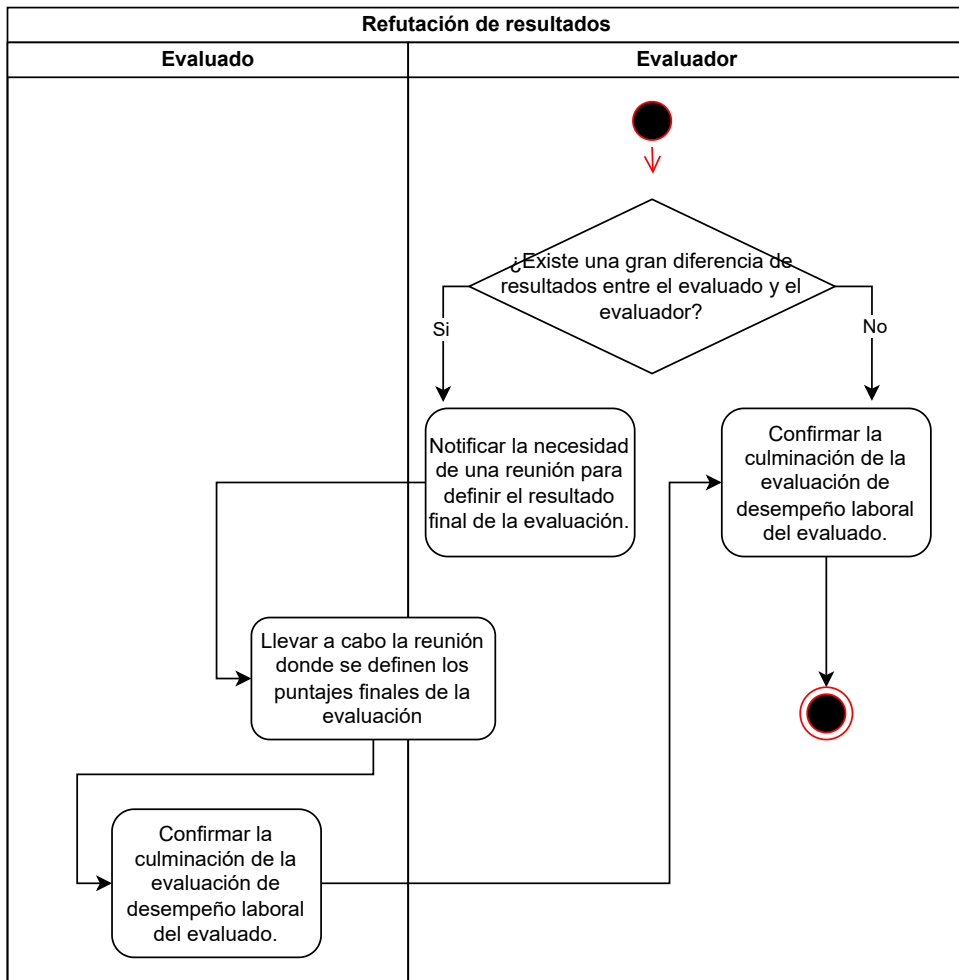 Refutación de resultados
Evaluado
Evaluador
¿Existe una gran diferencia de
resultados entre el evaluado y el
evaluador?
Si
No
Notificar la necesidad
de una reunión para
definir el resultado
final de la evaluación.
Confirmar la
culminación de la
evaluación de
desempeño laboral
del evaluado.
Llevar a cabo la reunión
donde se definen los
puntajes finales de la
evaluación
Confirmar la
culminación de la
evaluación de
desempeño laboral
del evaluado.